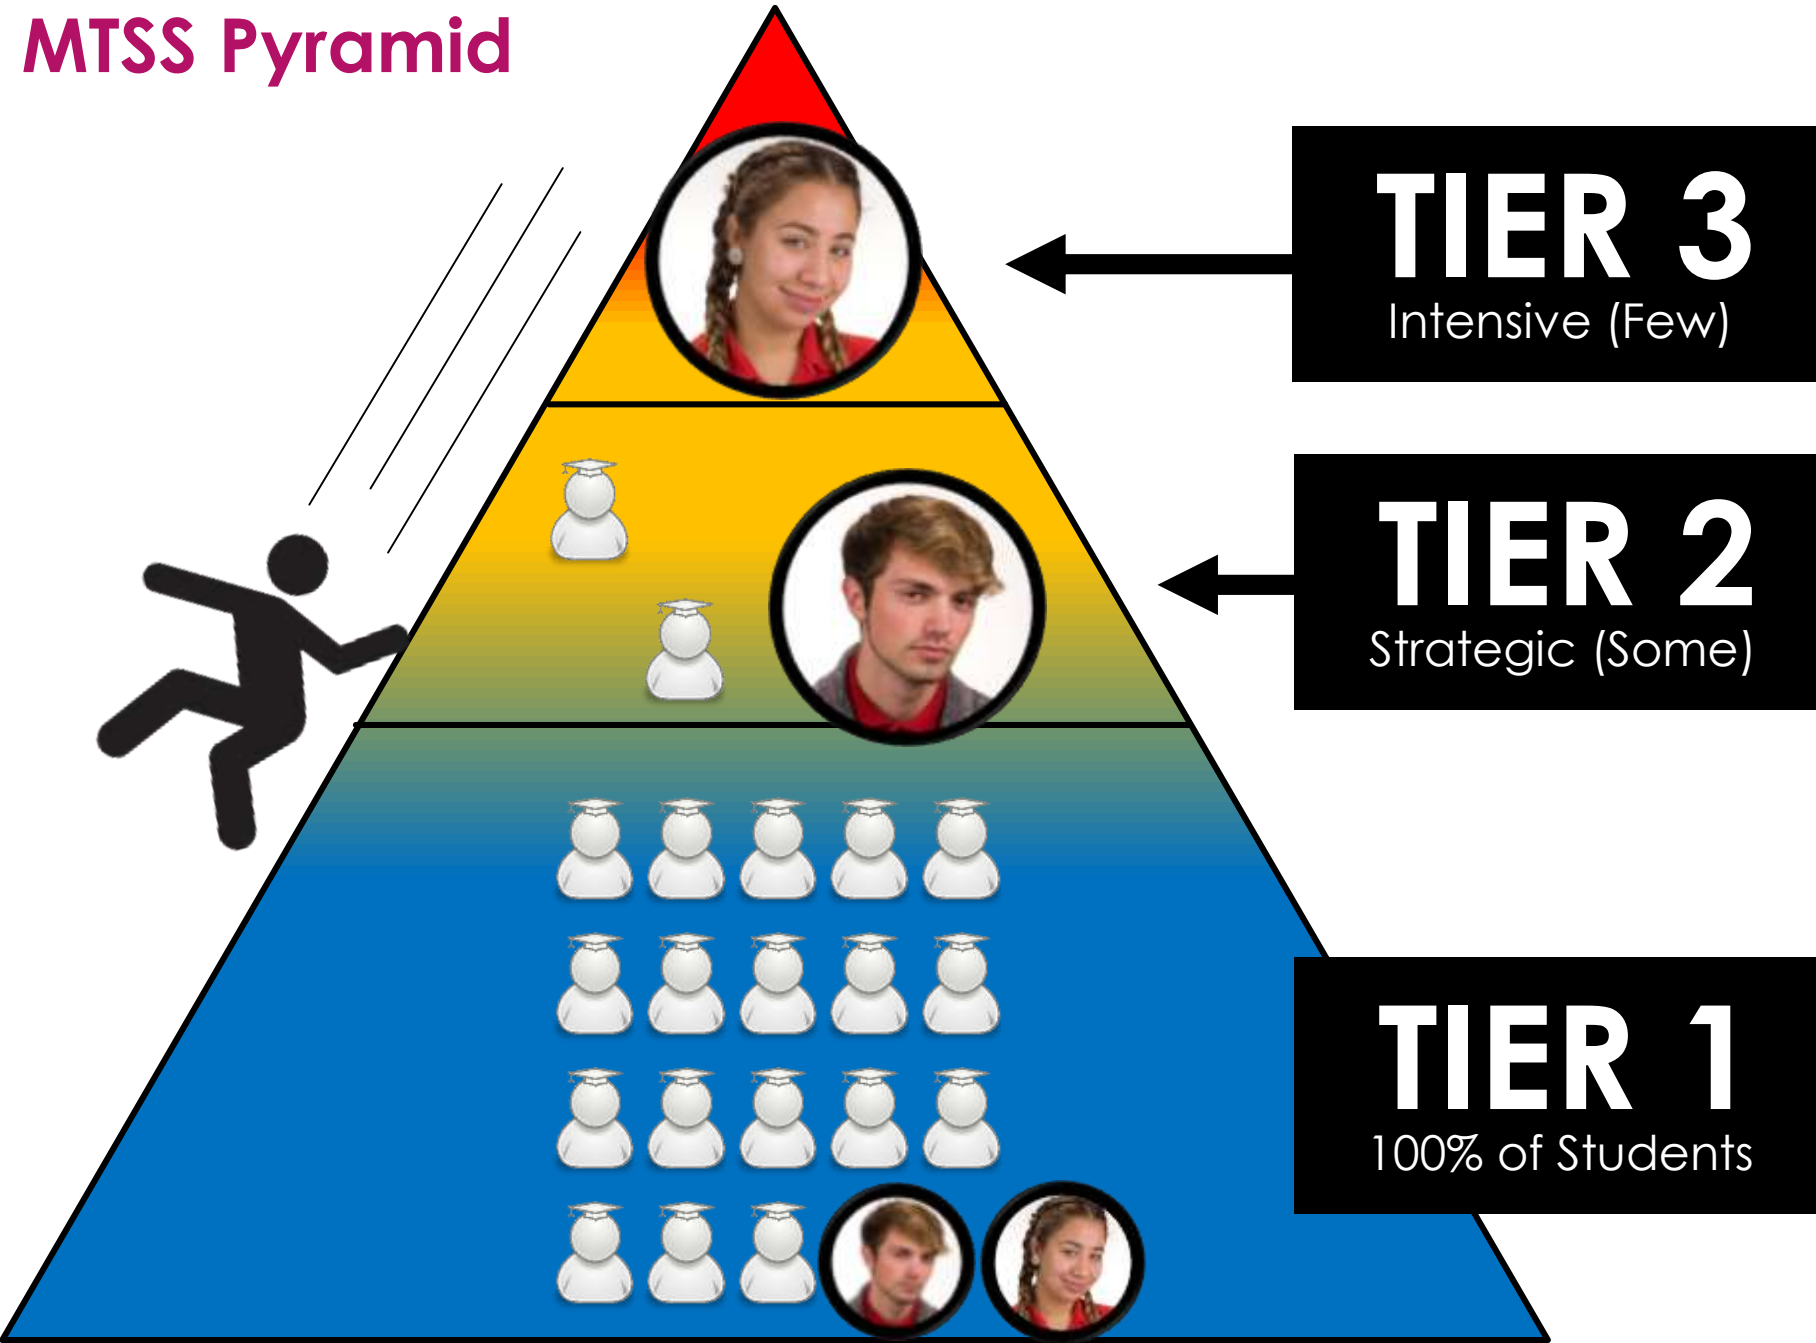 MTSS Pyramid
TIER 3
Intensive (Few)
TIER 2
Strategic (Some)
TIER 1
100% of Students